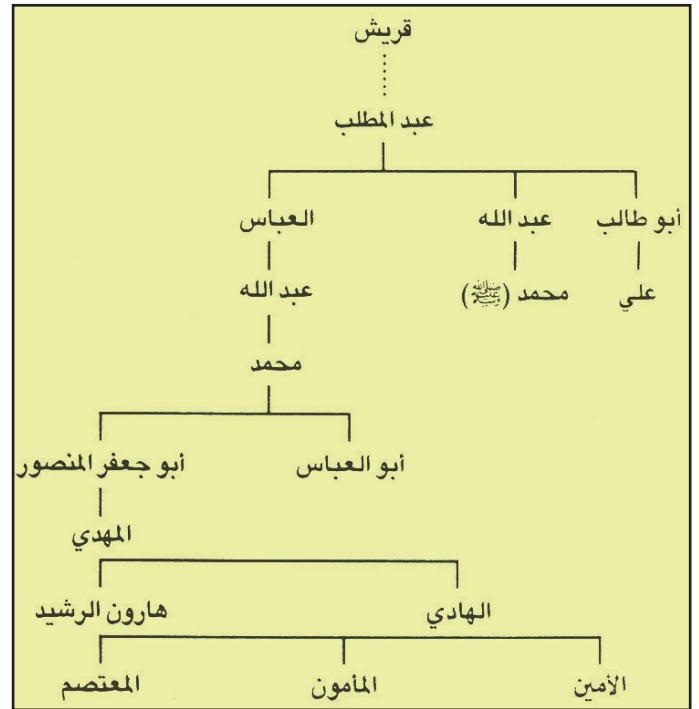 قريش
عبد المطلب
أبو طالب عبد الله العباس
علي محمد (ﷺ) عبد الله
محمد
أبو العباس أبو جعفر المنصور
المهدي
الهادي هارون الرشيد
الأمين المأمون المعتصم